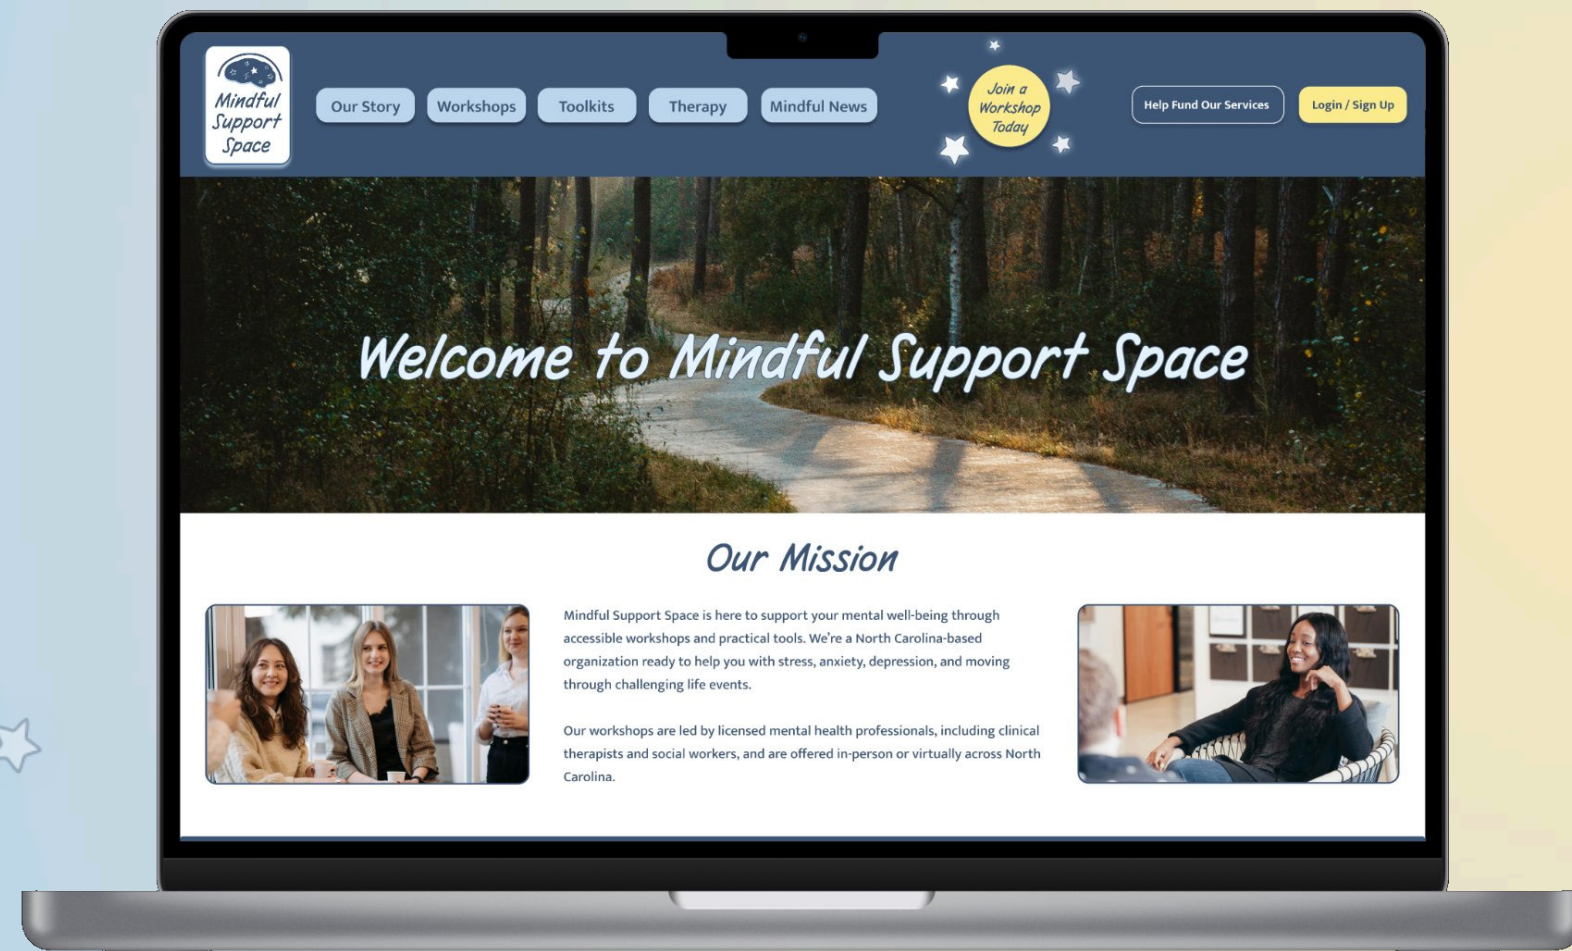 Mindful
Support
Space
Our Story
Workshops
Toolkits
Therapy
Mindful News
Join a
Workshop
Today
Help Fund Our Services
Login / Sign Up
Welcome to Mindful Support Space
Our Mission
Mindful Support Space is here to support your mental well-being through
accessible workshops and practical tools. We're a North Carolina-based
organization ready to help you with stress, anxiety, depression, and moving
through challenging life events.
Our workshops are led by licensed mental health professionals, including clinical
therapists and social workers, and are offered in-person or virtually across North
Carolina.